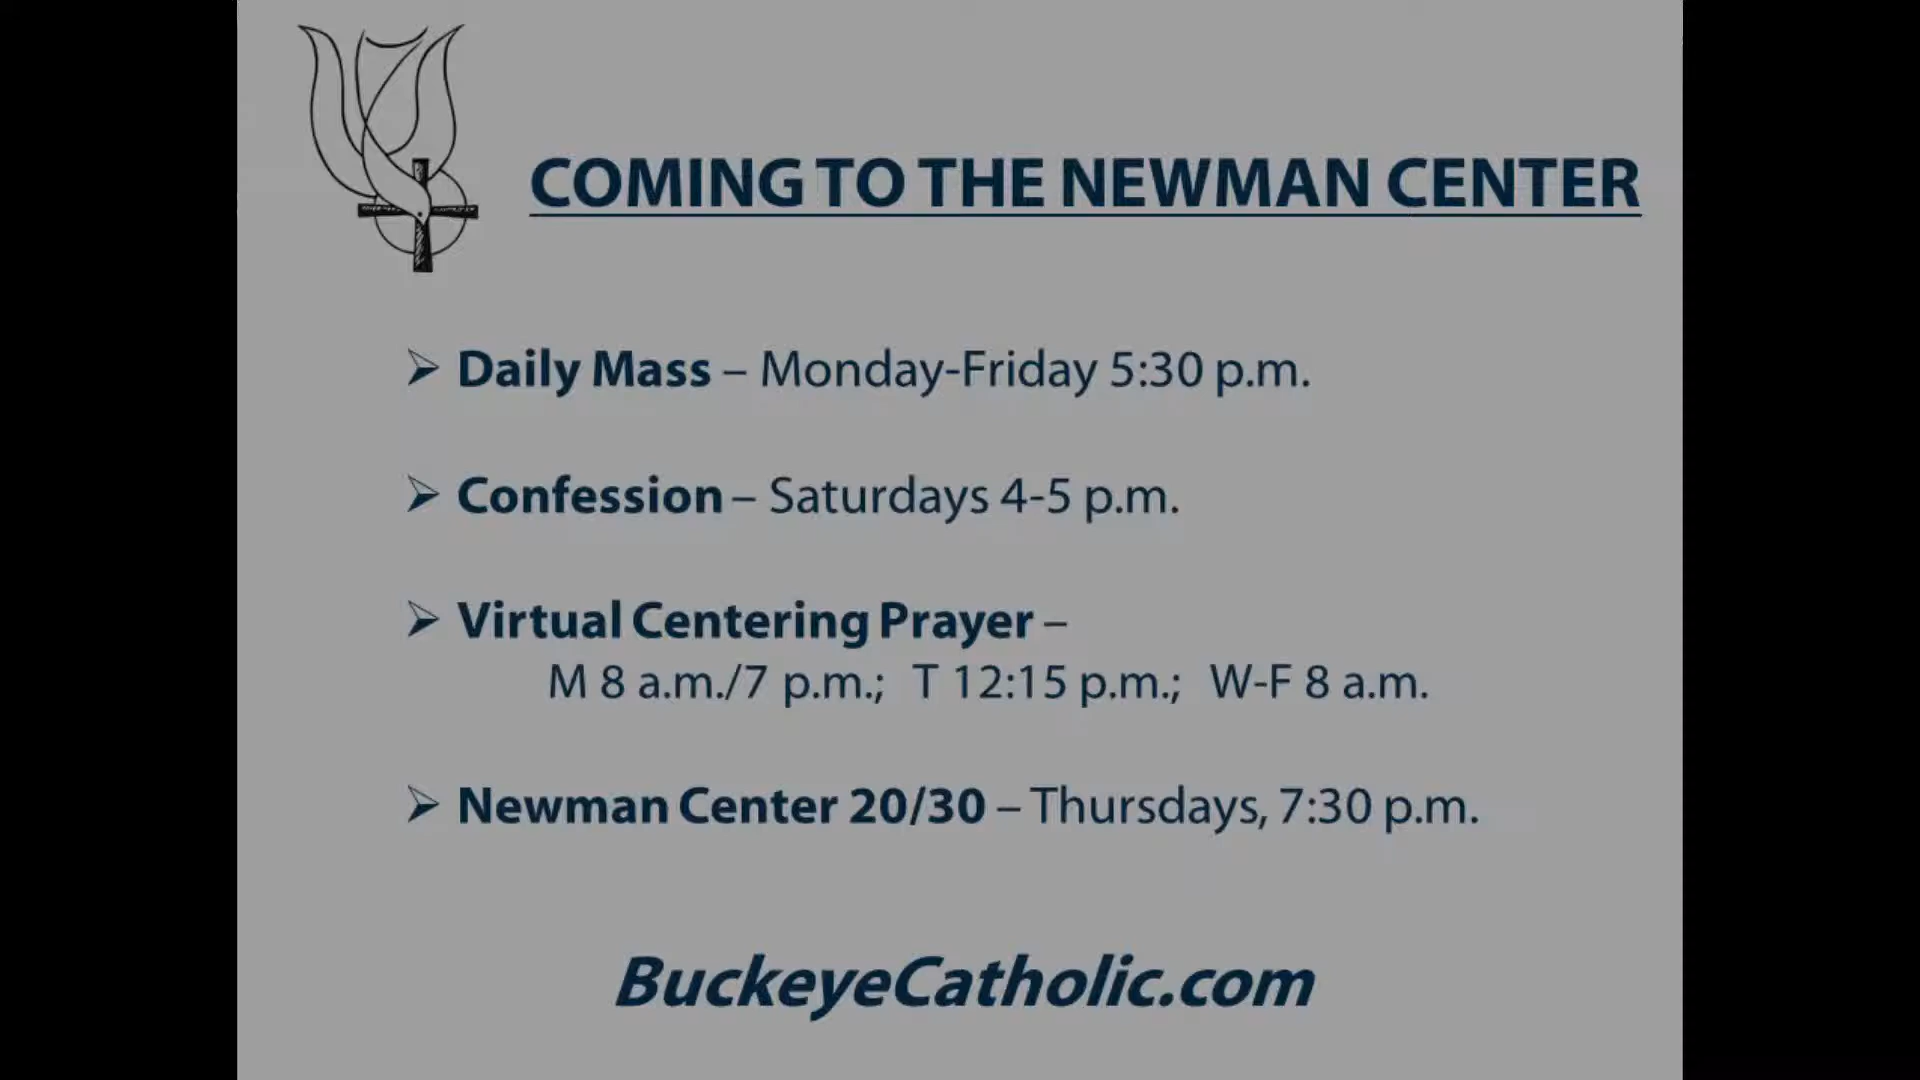 COMING TO THE NEWMAN CENTER
➢ Daily Mass – Monday-Friday 5:30 p.m.
➢ Confession – Saturdays 4-5 p.m.
➢ Virtual Centering Prayer –
M 8 a.m./7 p.m.; T 12:15 p.m.; W-F 8 a.m.
➢ Newman Center 20/30 – Thursdays, 7:30 p.m.
BuckeyeCatholic.com